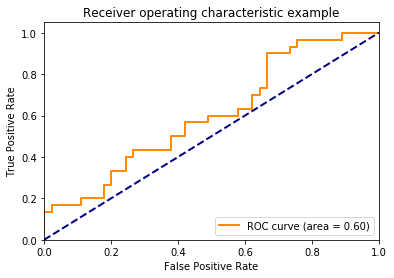 Receiver operating characteristic example
True Positive Rate
1.0
0.8
0.6
0.4
0.2
0.0
ROC curve (area = 0.60)
0.0 0.2 0.4 0.6 0.8 1.0
False Positive Rate